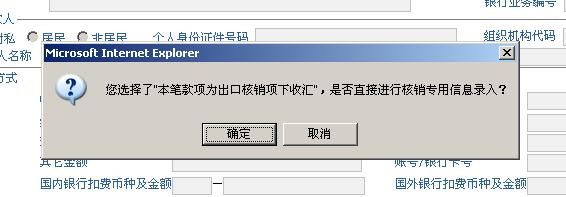 银行业务编号
居民 非居民 个人身份证件号码
组织机构代码
人名称
Microsoft Internet Explorer
方式
您选择了"本笔款项为出口核销项下收汇"，是否直接进行核销专用信息录入？
确定 取消
其它金额 账号/银行卡号
国内银行扣费币种及金额 — 国外银行扣费币种及金额